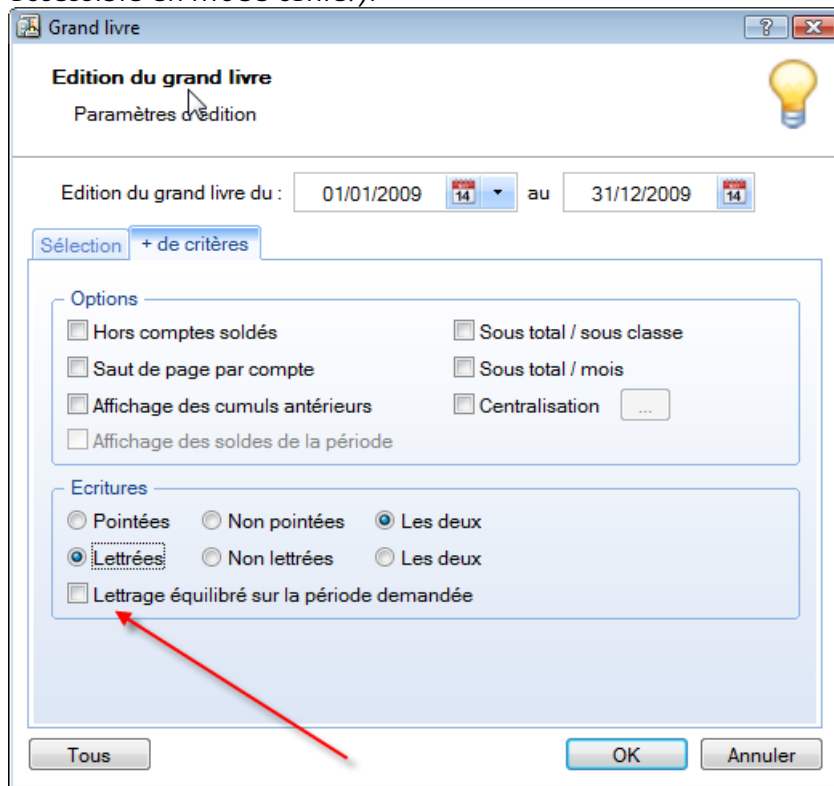 Grand livre
Edition du grand livre
Paramètres d'édition
Edition du grand livre du : 01/01/2009 14 au 31/12/2009 14
Sélection + de critères
Options
Hors comptes soldés Sous total / sous classe
Saut de page par compte Sous total / mois
Affichage des cumuls antérieurs Centralisation ...
Affichage des soldes de la période
Ecritures
Pointées Non pointées Les deux
Lettrées Non lettrées Les deux
Lettrage équilibré sur la période demandée
Tous OK Annuler